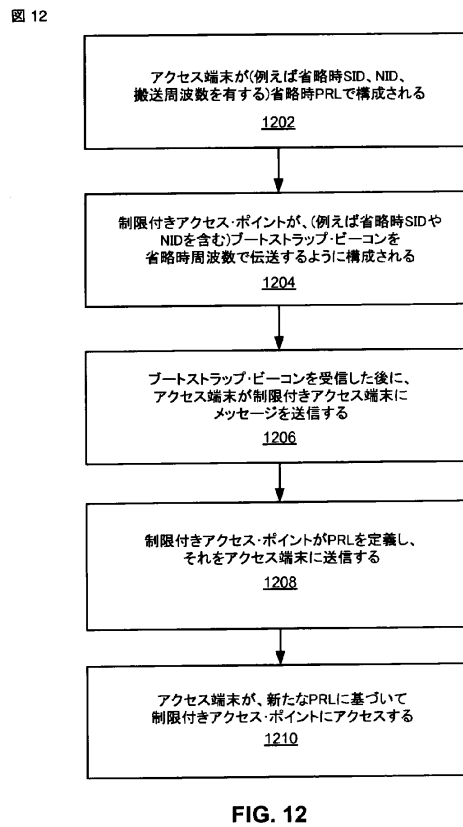 図 12
アクセス端末が(例えば省略時SID、NID、
搬送周波数を有する)省略時PRLで構成される
1202
制限付きアクセス・ポイントが、(例えば省略時SIDや
NIDを含む)ブートストラップ・ビーコンを
省略時周波数で伝送するように構成される
1204
ブートストラップ・ビーコンを受信した後に、
アクセス端末が制限付きアクセス端末に
メッセージを送信する
1206
制限付きアクセス・ポイントがPRLを定義し、
それをアクセス端末に送信する
1208
アクセス端末が、新たなPRLに基づいて
制限付きアクセス・ポイントにアクセスする
1210
FIG. 12